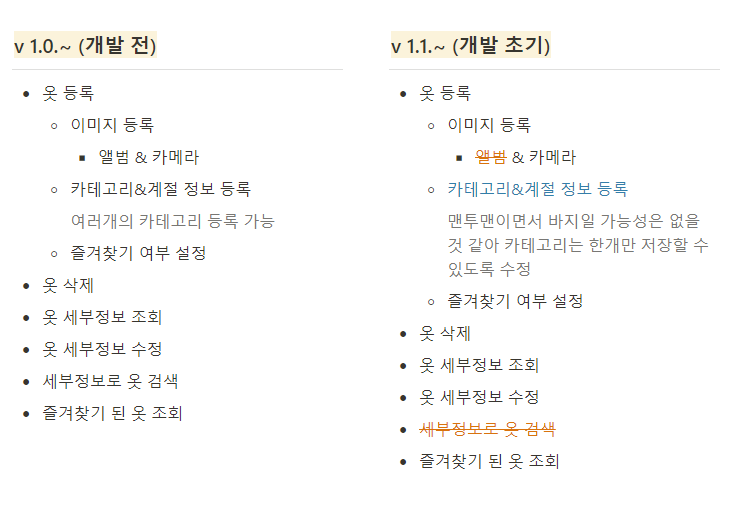 v 1.0.~ (개발 전)
옷 등록
이미지 등록
앨범 & 카메라
카테고리&계절 정보 등록
여러개의 카테고리 등록 가능
즐겨찾기 여부 설정
옷 삭제
옷 세부정보 조회
옷 세부정보 수정
세부정보로 옷 검색
즐겨찾기 된 옷 조회
v 1.1.~ (개발 초기)
옷 등록
이미지 등록
앨범 & 카메라
카테고리&계절 정보 등록
맨투맨이면서 바지일 가능성은 없을
것 같아 카테고리는 한개만 저장할 수
있도록 수정
즐겨찾기 여부 설정
옷 삭제
옷 세부정보 조회
옷 세부정보 수정
세부정보로 옷 검색
즐겨찾기 된 옷 조회